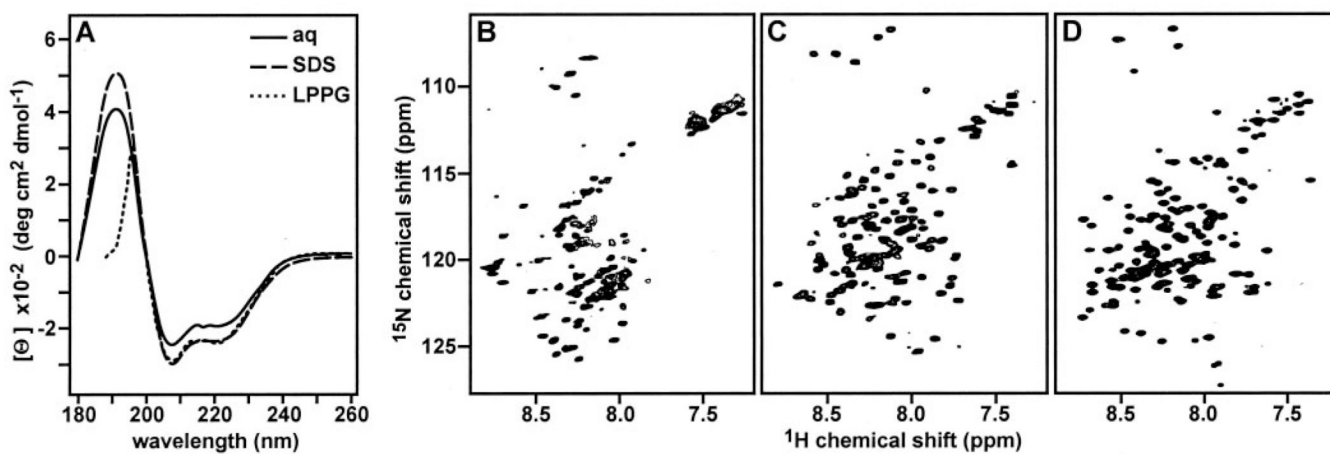 A
B
C
D
aq
SDS
LPPG
6
4
2
0
-2
[Θ] x10-2 (deg cm2 dmol-1)
180 200 220 240 260
wavelength (nm)
15N chemical shift (ppm)
110
115
120
125
8.5 8.0 7.5
8.5 8.0 7.5
8.5 8.0 7.5
1H chemical shift (ppm)